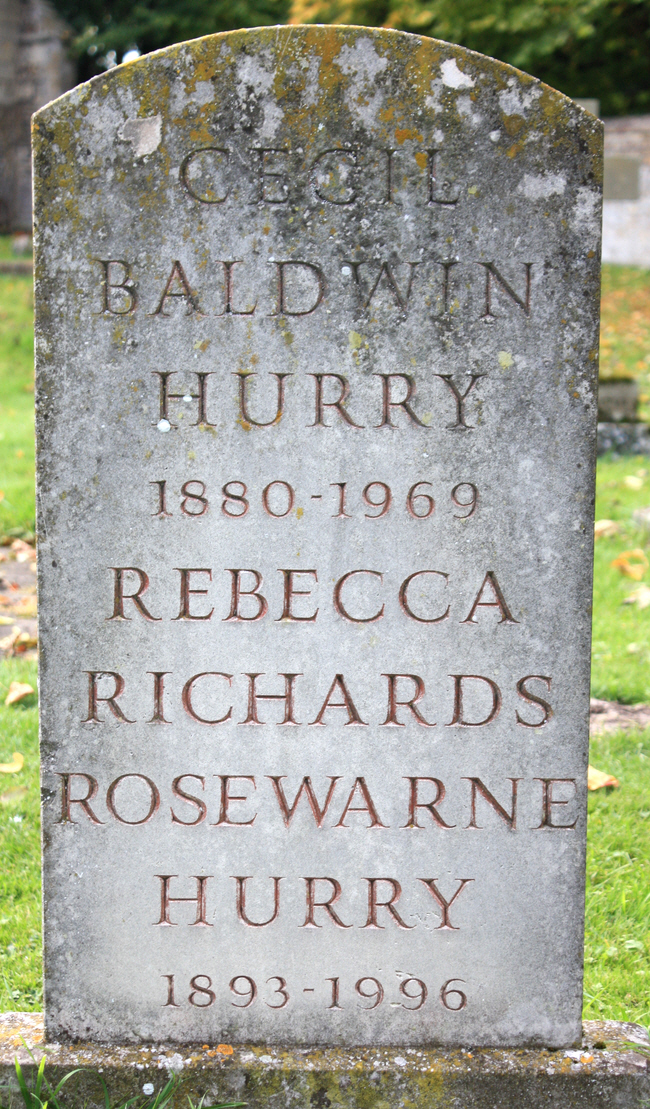 CECIL
BALDWIN
HURRY
1880-1969
REBECCA
RICHARDS
ROSEWARNE
HURRY
1893-1996